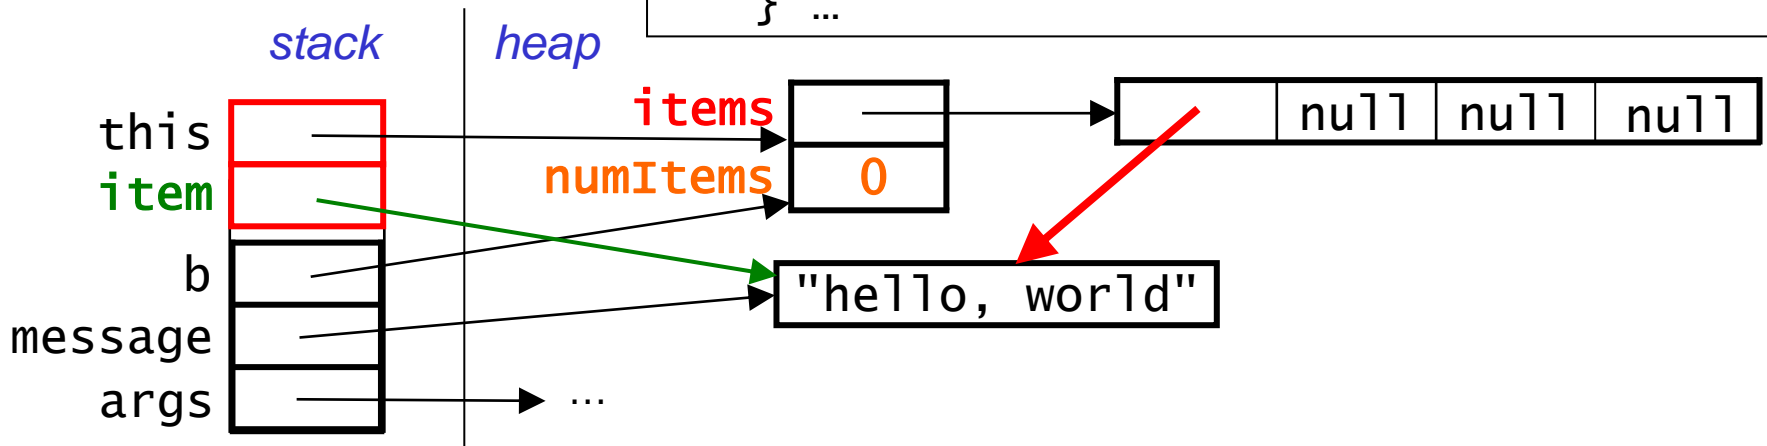 } …
stack heap
this items null null null
item numItems 0
b "hello, world"
message
args …